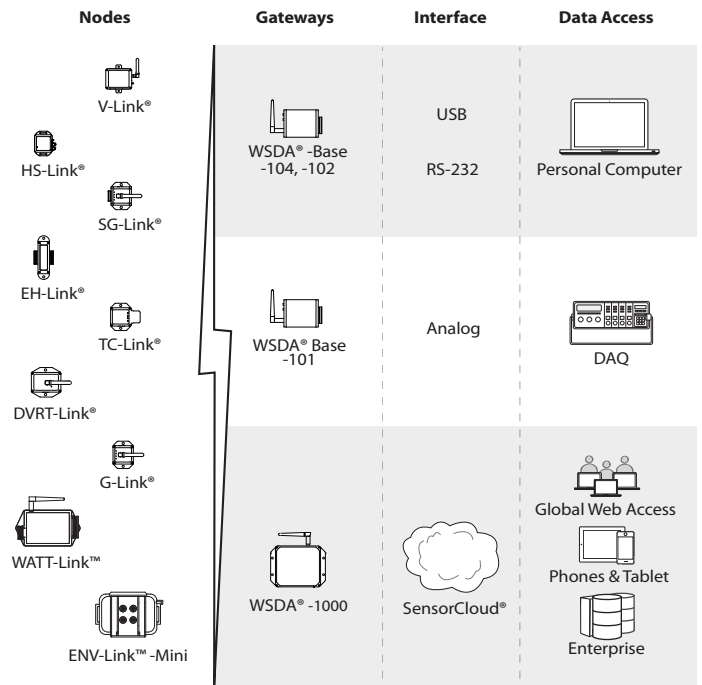 Nodes
Gateways
Interface
Data Access
V-Link®
HS-Link®
SG-Link®
EH-Link®
TC-Link®
DVRT-Link®
G-Link®
WATT-Link™
ENV-Link™ -Mini
WSDA® -Base
-104, -102
USB
RS-232
Personal Computer
WSDA® Base
-101
Analog
DAQ
WSDA® -1000
SensorCloud®
Global Web Access
Phones & Tablet
Enterprise